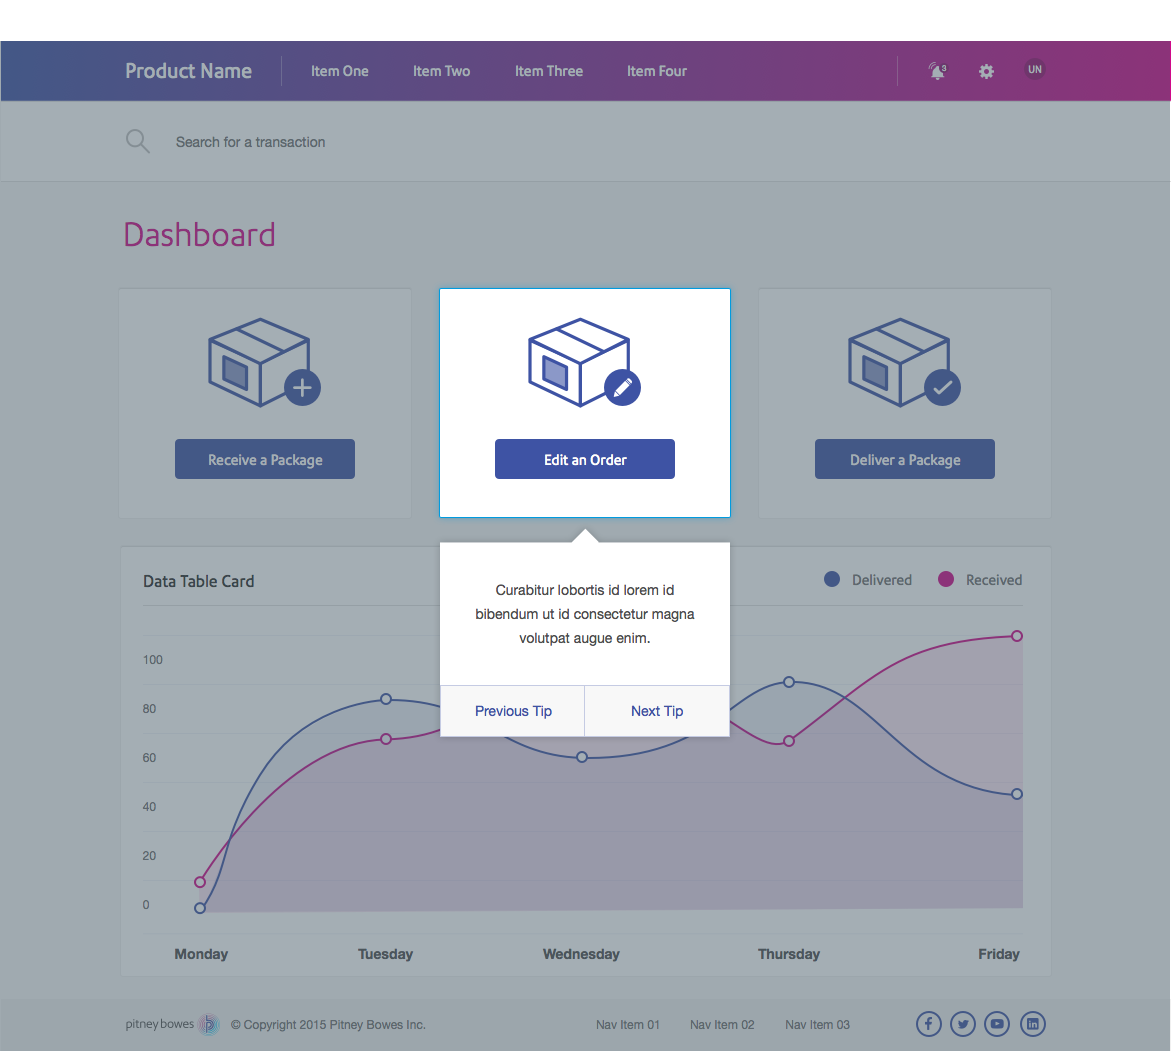 Product Name
Item One
Item Two
Item Three
Item Four
3
UN
Search for a transaction
Dashboard
Receive a Package
Edit an Order
Deliver a Package
Data Table Card
Delivered
Received
Curabitur lobortis id lorem id
bibendum ut id consectetur magna
volutpat augue enim.
Previous Tip
Next Tip
100
80
60
40
20
0
Monday
Tuesday
Wednesday
Thursday
Friday
pitney bowes
© Copyright 2015 Pitney Bowes Inc.
Nav Item 01
Nav Item 02
Nav Item 03